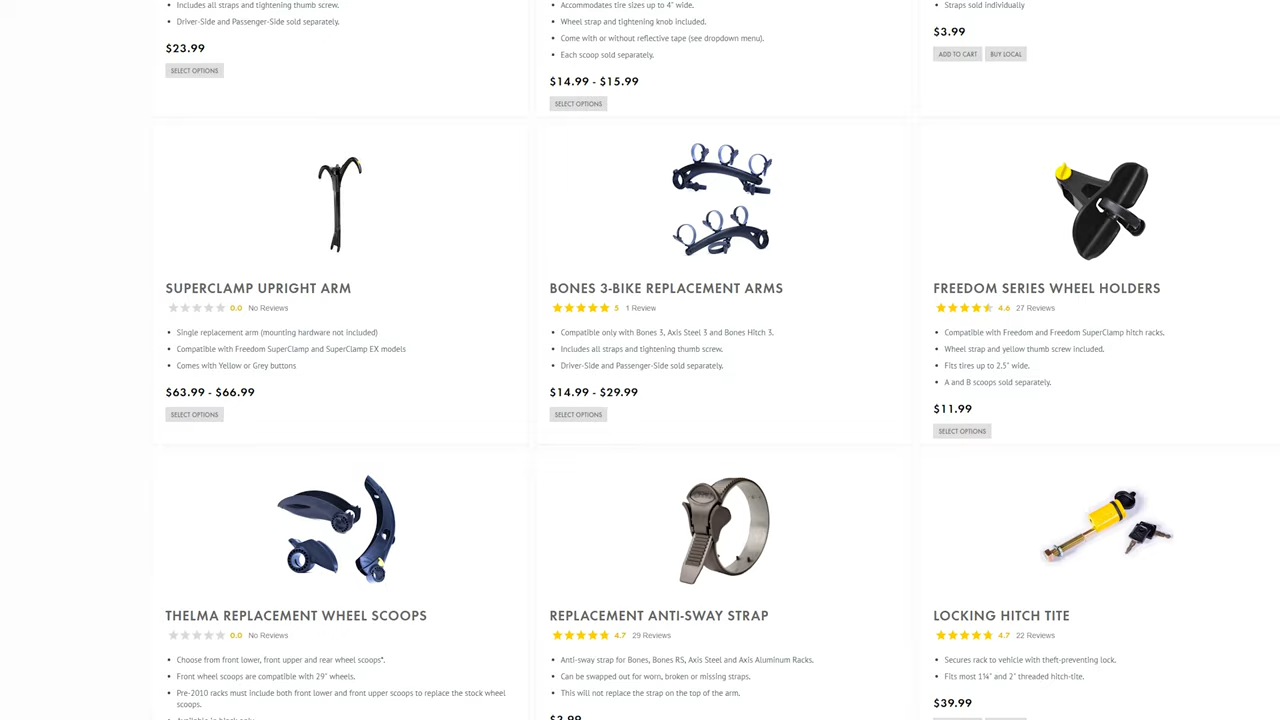 Includes all straps and tightening thumb screw.
Driver-Side and Passenger-Side sold separately.
$23.99
SELECT OPTIONS
Accommodates tire sizes up to 4" wide.
Wheel strap and tightening knob included.
Come with or without reflective tape (see dropdown menu).
Each scoop sold separately.
$14.99 - $15.99
SELECT OPTIONS
Straps sold individually
$3.99
ADD TO CART BUY LOCAL
SUPERCLAMP UPRIGHT ARM
0.0 No Reviews
Single replacement arm (mounting hardware not included)
Compatible with Freedom SuperClamp and SuperClamp EX models
Comes with Yellow or Grey buttons
$63.99 - $66.99
SELECT OPTIONS
BONES 3-BIKE REPLACEMENT ARMS
5 1 Review
Compatible only with Bones 3, Axis Steel 3 and Bones Hitch 3.
Includes all straps and tightening thumb screw.
Driver-Side and Passenger-Side sold separately.
$14.99 - $29.99
SELECT OPTIONS
FREEDOM SERIES WHEEL HOLDERS
4.6 27 Reviews
Compatible with Freedom and Freedom SuperClamp hitch racks.
Wheel strap and yellow thumb screw included.
Fits tires up to 2.5" wide.
A and B scoops sold separately.
$11.99
SELECT OPTIONS
THELMA REPLACEMENT WHEEL SCOOPS
0.0 No Reviews
Choose from front lower, front upper and rear wheel scoops*.
Front wheel scoops are compatible with 29" wheels.
Pre-2010 racks must include both front lower and front upper scoops to replace the stock wheel
scoops.
Available in black only.
REPLACEMENT ANTI-SWAY STRAP
4.7 29 Reviews
Anti-sway strap for Bones, Bones RS, Axis Steel and Axis Aluminum Racks.
Can be swapped out for worn, broken or missing straps.
This will not replace the strap on the top of the arm.
$3.99
LOCKING HITCH TITE
4.7 22 Reviews
Secures rack to vehicle with theft-preventing lock.
Fits most 1¼" and 2" threaded hitch-tite.
$39.99